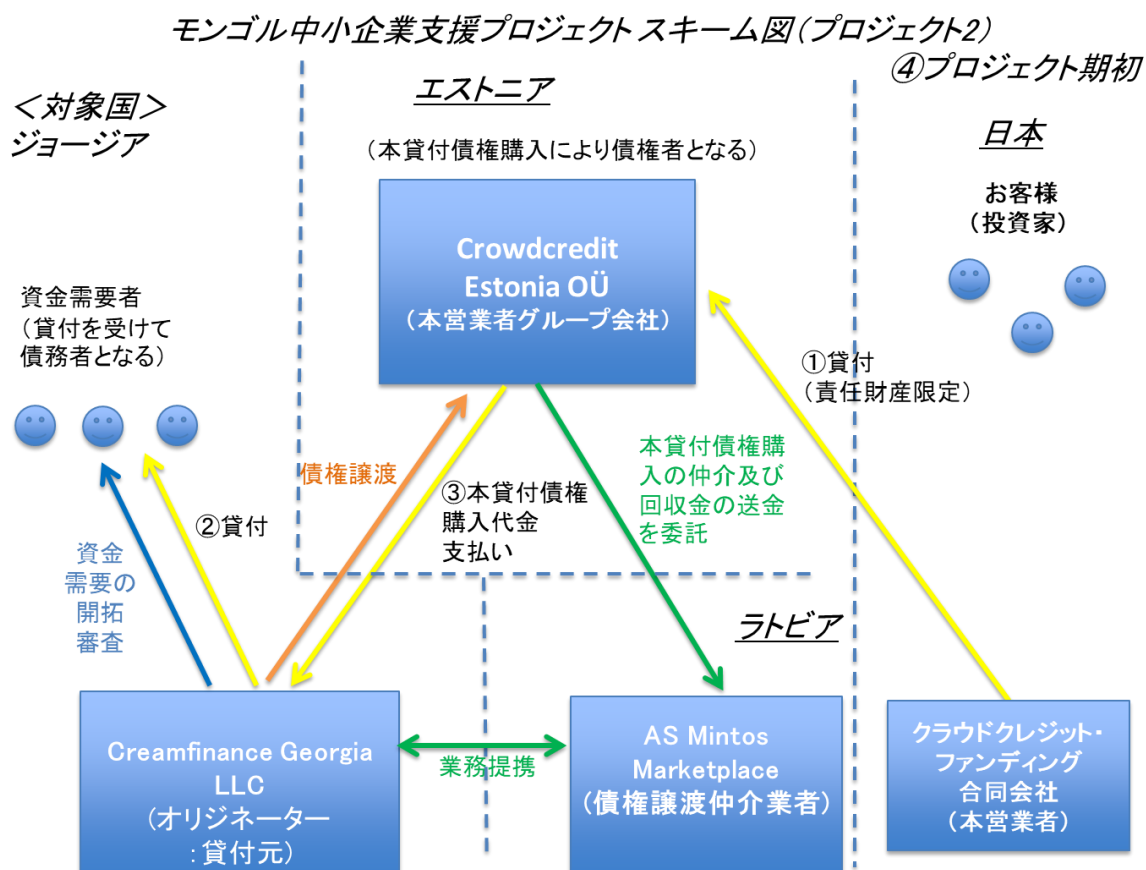 モンゴル中小企業支援プロジェクト スキーム図(プロジェクト2)
④プロジェクト期初
エストニア
<対象国>
ジョージア
日本
(本貸付債権購入により債権者となる)
お客様
(投資家)
Crowdcredit
Estonia OÜ
(本営業者グループ会社)
資金需要者
(貸付を受けて
債務者となる)
①貸付
(責任財産限定)
債権譲渡
③本貸付債権
購入代金
支払い
本貸付債権購
入の仲介及び
回収金の送金
を委託
②貸付
資金
需要の
開拓
審査
ラトビア
Creamfinance Georgia
LLC
(オリジネーター
:貸付元)
業務提携
AS Mintos
Marketplace
(債権譲渡仲介業者)
クラウドクレジット・
ファンディング
合同会社
(本営業者)